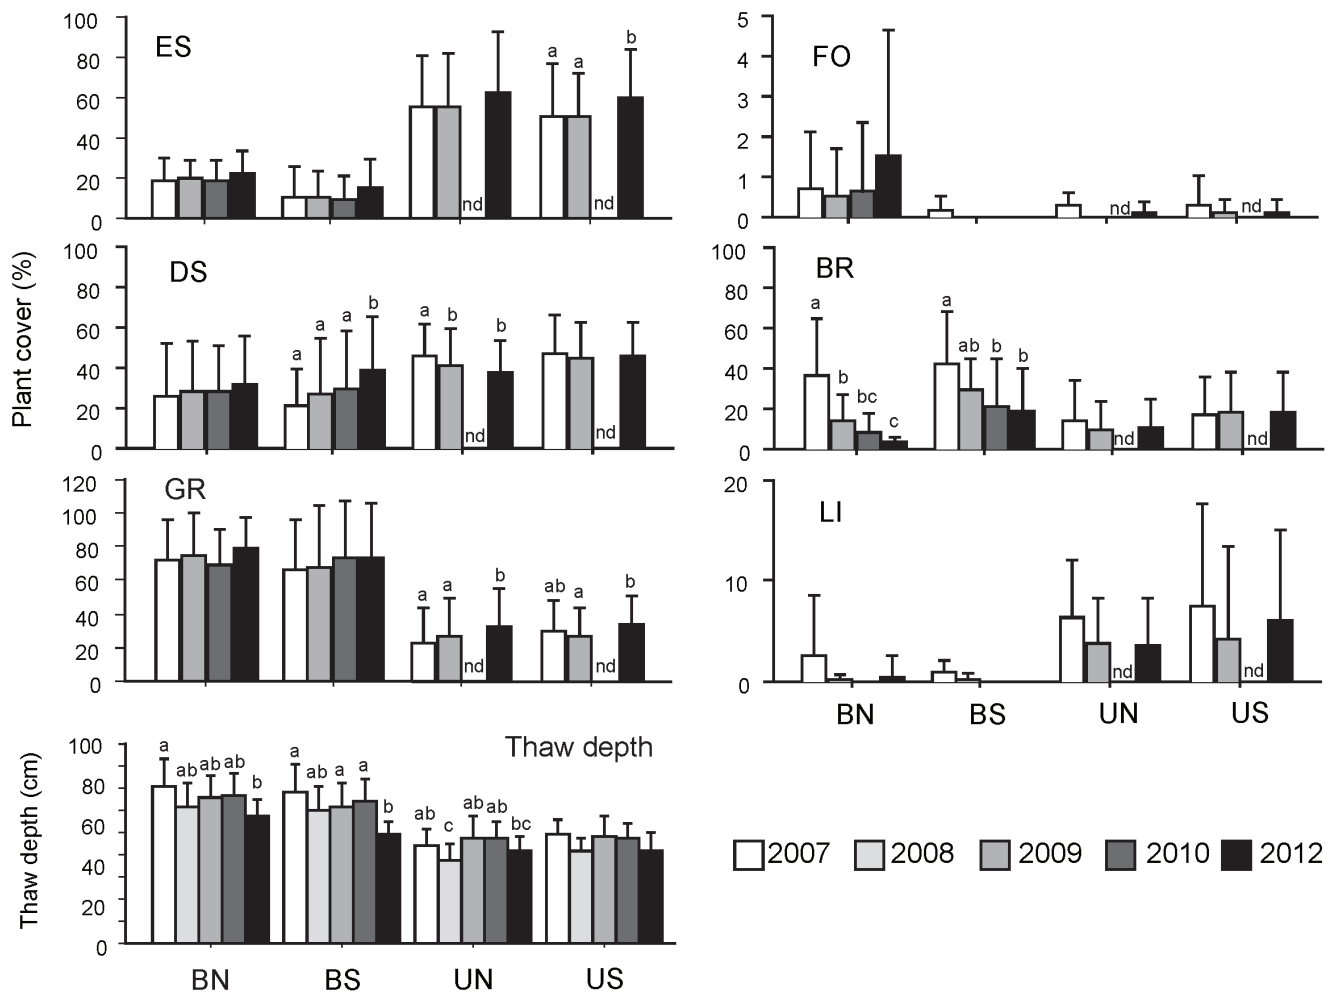 Plant cover (%)
ES
100
80
60
40
20
0
nd
a
a
nd
b
DS
100
80
60
40
20
0
a
a
a
b
a
b
nd
b
nd
GR
120
100
80
60
40
20
0
a
a
nd
b
ab
a
nd
b
Thaw depth
Thaw depth (cm)
100
80
60
40
20
0
a
ab
ab
ab
b
a
ab
a
a
b
ab
c
ab
ab
bc
BN BS UN US
FO
5
4
3
2
1
0
nd
nd
BR
100
80
60
40
20
0
a
b
bc
c
a
ab
b
b
nd
nd
LI
20
10
0
nd
nd
BN BS UN US
2007 2008 2009 2010 2012